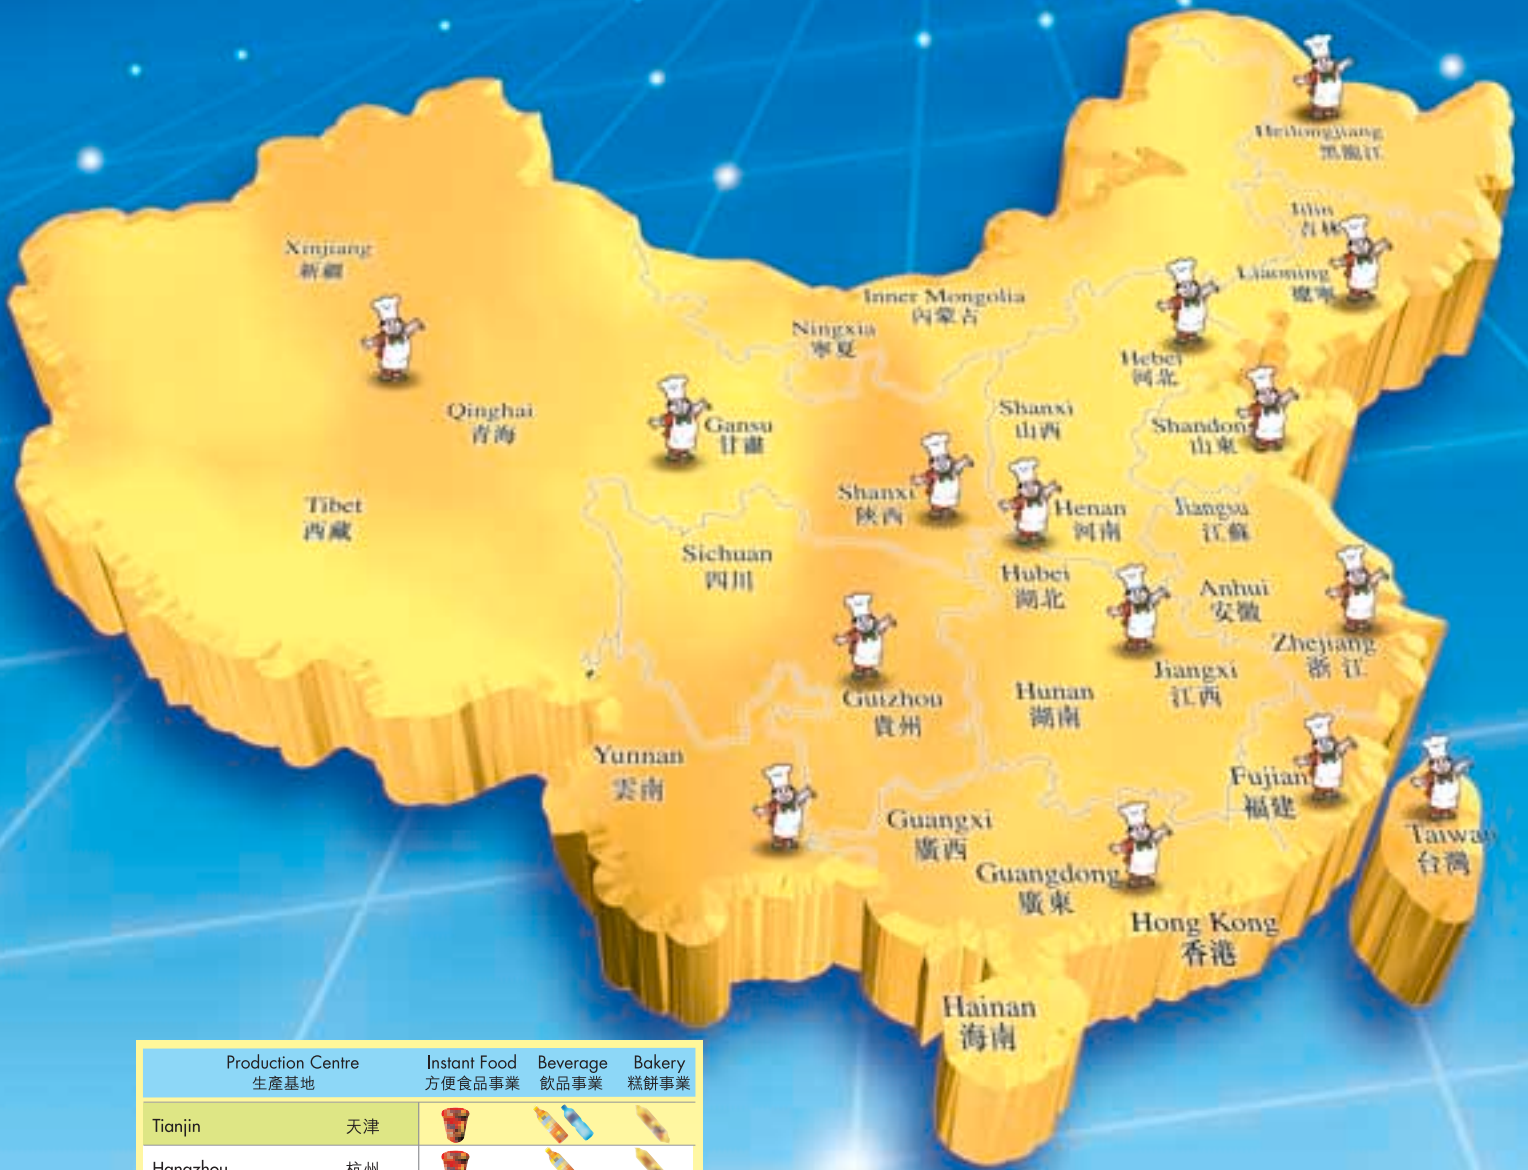 Heilongjiang
黑龍江
Jilin
吉林
Xinjiang
新疆
Liaoning
遼寧
Inner Mongolia
內蒙古
Ningxia
寧夏
Hebei
河北
Qinghai
青海
Gansu
甘肅
Shanxi
山西
Shandon
山東
Tibet
西藏
Shanxi
陝西
Henan
河南
Jiangsu
江蘇
Sichuan
四川
Hubei
湖北
Anhui
安徽
Zhejiang
浙江
Jiangxi
江西
Guizhou
貴州
Hunan
湖南
Yunnan
雲南
Fujian
福建
Guangxi
廣西
Taiwan
台灣
Guangdong
廣東
Hong Kong
香港
Hainan
海南
Production Centre Instant Food Beverage Bakery
生產基地 方便食品事業 飲品事業 糕餅事業
Tianjin 天津
Hangzhou 杭州